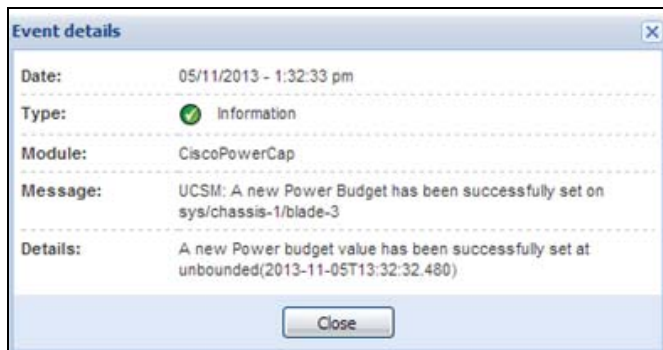 Event details
Date: 05/11/2013 - 1:32:33 pm
Type: Information
Module: CiscoPowerCap
Message: UCSM: A new Power Budget has been successfully set on
sys/chassis-1/blade-3
Details: A new Power budget value has been successfully set at
unbounded(2013-11-05T13:32:32.480)
Close